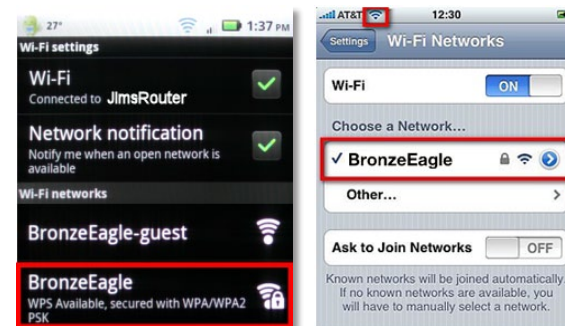 27°
1:37 PM
Wi-Fi settings
Wi-Fi
Connected to JimsRouter
Network notification
Notify me when an open network is
available
Wi-Fi networks
BronzeEagle-guest
BronzeEagle
WPS Available, secured with WPA/WPA2
PSK
AT&T
12:30
Settings
Wi-Fi Networks
Wi-Fi
ON
Choose a Network...
BronzeEagle
Other...
Ask to Join Networks
OFF
Known networks will be joined automatically.
If no known networks are available, you
will have to manually select a network.